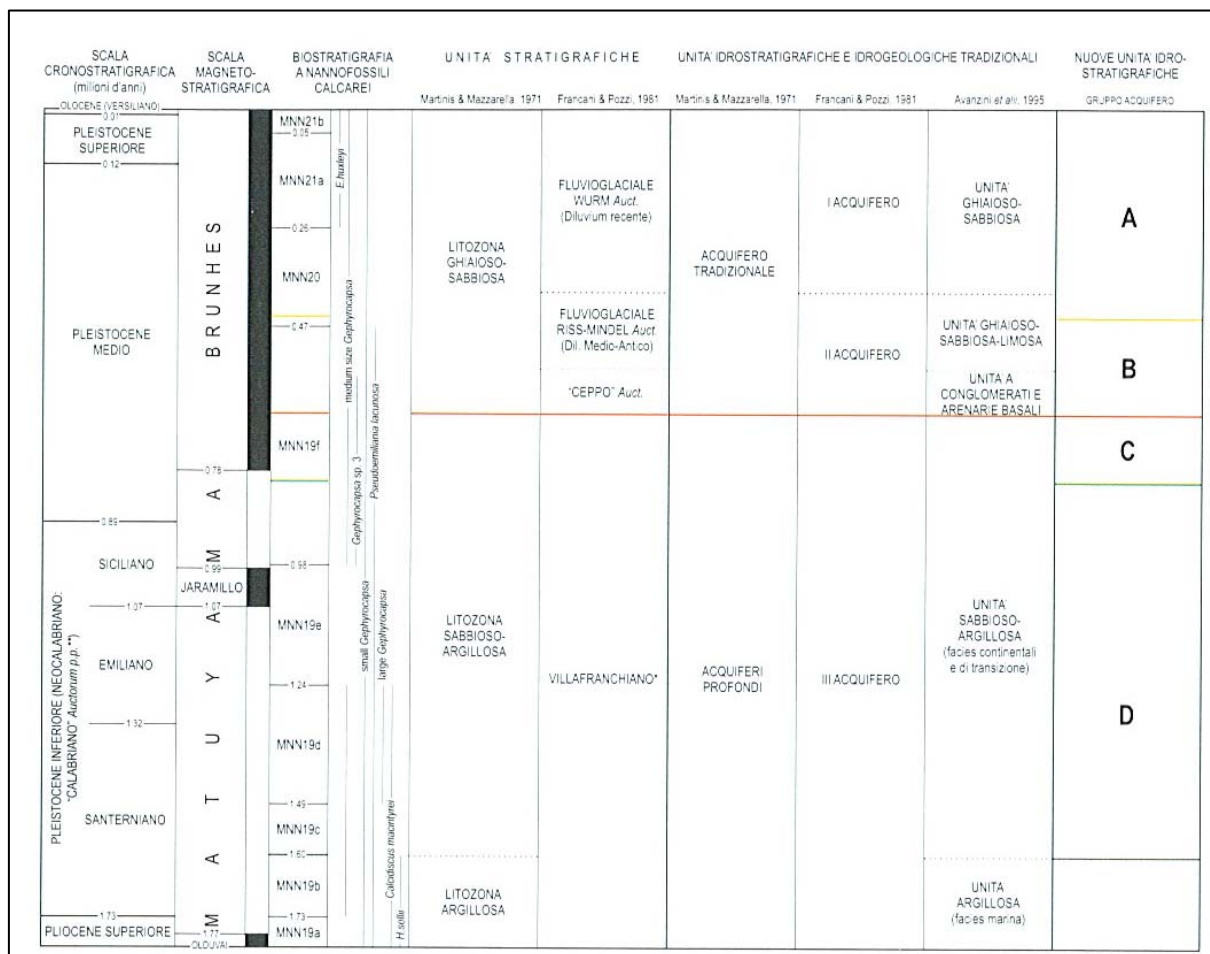 SCALA
CRONOSTRATIGRAFICA
(milioni d'anni)
SCALA
MAGNETO-
STRATIGRAFICA
BIOSTRATIGRAFIA
A NANNOFOSSILI
CALCAREI
UNITA' STRATIGRAFICHE
Martinis & Mazzarella, 1971
Francani & Pozzi, 1981
UNITA' IDROSTRATIGRAFICHE E IDROGEOLOGICHE TRADIZIONALI
Martinis & Mazzarella, 1971
Francani & Pozzi, 1981
Avanzini et alii, 1995
NUOVE UNITA' IDRO-
STRATIGRAFICHE
GRUPPO ACQUIFERO
OLOCENE (VERSILIANO)
0.01
PLEISTOCENE
SUPERIORE
0.12
PLEISTOCENE
MEDIO
0.89
PLEISTOCENE INFERIORE (NEOCALABRIANO:
"CALABRIANO" Auctorum p.p.**)
SICILIANO
1.07
EMILIANO
1.32
SANTERNIANO
1.73
PLIOCENE SUPERIORE
BRUNHES
0.78
MATUYAMA
0.99
JARAMILLO
1.07
1.77
OLDUVAI
MNN21b
0.05
MNN21a
0.26
MNN20
0.47
MNN19f
0.98
MNN19e
1.24
MNN19d
1.49
MNN19c
1.60
MNN19b
1.73
MNN19a
E.huxleyi
medium size Gephyrocapsa
Gephyrocapsa sp. 3
Pseudoemiliania lacunosa
small Gephyrocapsa
large Gephyrocapsa
Calcidiscus macintyrei
H.sellii
LITOZONA
GHIAIOSO-
SABBIOSA
LITOZONA
SABBIOSO-
ARGILLOSA
LITOZONA
ARGILLOSA
FLUVIOGLACIALE
WURM Auct.
(Diluvium recente)
FLUVIOGLACIALE
RISS-MINDEL Auct.
(Dil. Medio-Antico)
"CEPPO" Auct.
VILLAFRANCHIANO*
ACQUIFERO
TRADIZIONALE
ACQUIFERI
PROFONDI
I ACQUIFERO
II ACQUIFERO
III ACQUIFERO
UNITA'
GHIAIOSO-
SABBIOSA
UNITA' GHIAIOSO-
SABBIOSA-LIMOSA
UNITA' A
CONGLOMERATI E
ARENARIE BASALI
UNITA'
SABBIOSO-
ARGILLOSA
(facies continentali
e di transizione)
UNITA'
ARGILLOSA
(facies marina)
A
B
C
D